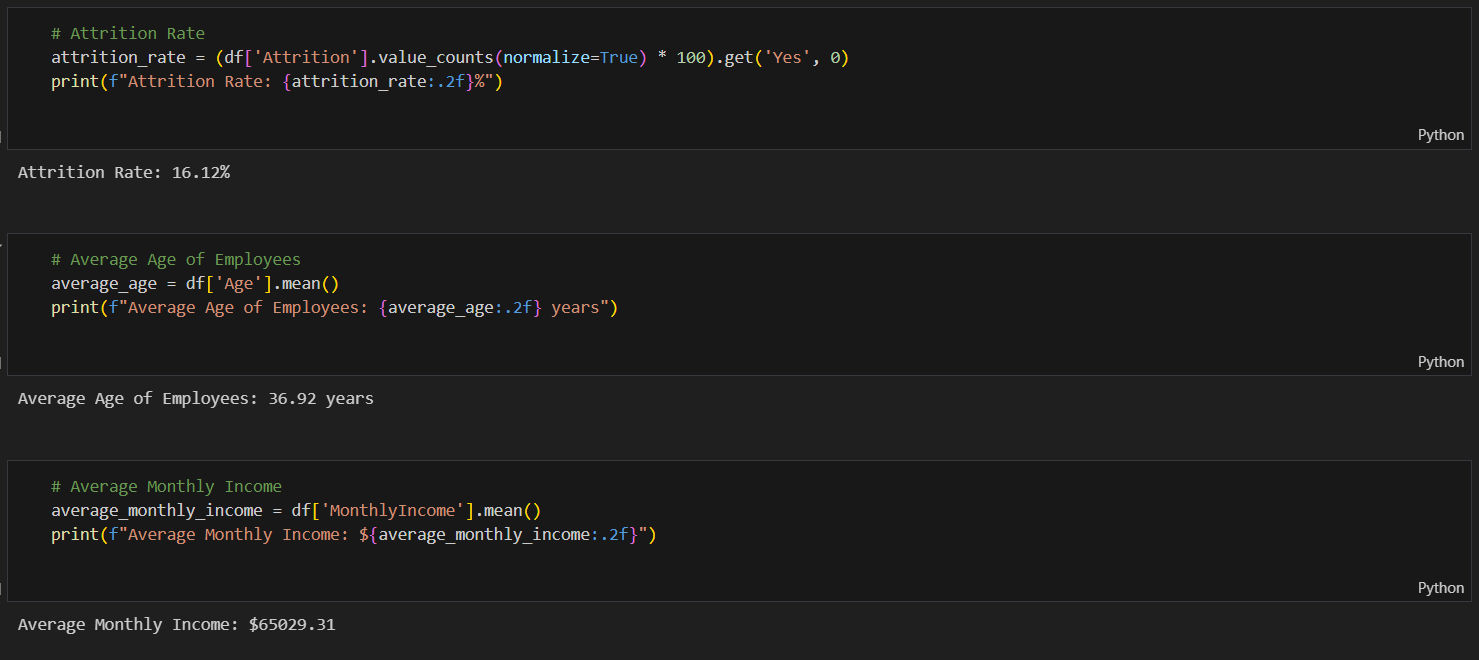 # Attrition Rate
attrition_rate = (df['Attrition'].value_counts(normalize=True) * 100).get('Yes', 0)
print(f"Attrition Rate: {attrition_rate:.2f}%")
Python
Attrition Rate: 16.12%
# Average Age of Employees
average_age = df['Age'].mean()
print(f"Average Age of Employees: {average_age:.2f} years")
Python
Average Age of Employees: 36.92 years
# Average Monthly Income
average_monthly_income = df['MonthlyIncome'].mean()
print(f"Average Monthly Income: ${average_monthly_income:.2f}")
Python
Average Monthly Income: $65029.31